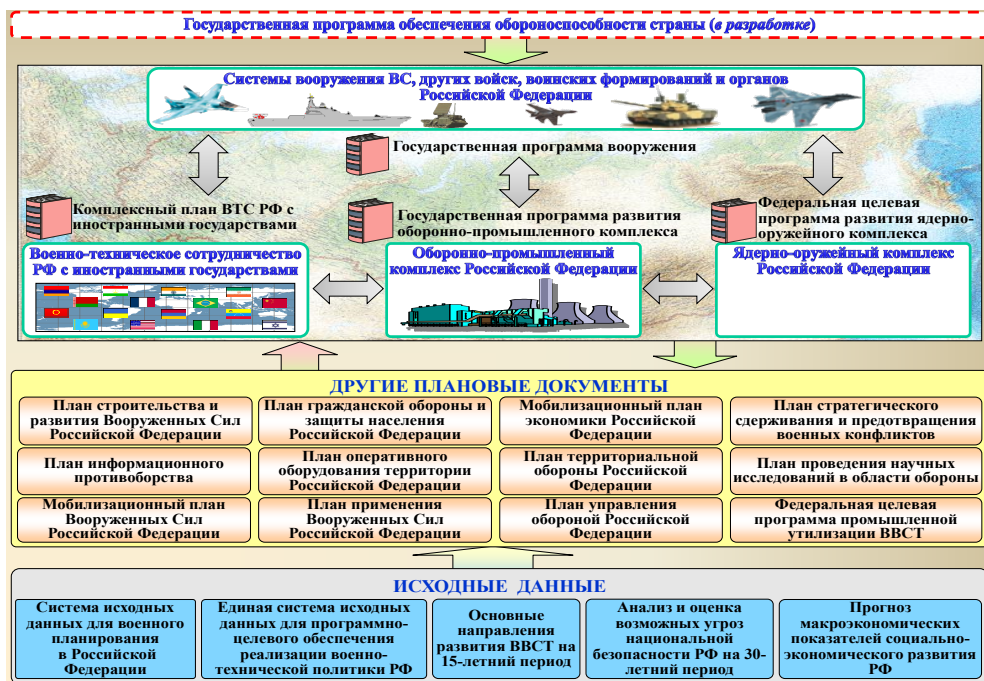 Государственная программа обеспечения обороноспособности страны (в разработке)
Системы вооружения ВС, других войск, воинских формирований и органов
Российской Федерации
Государственная программа вооружения
Комплексный план ВТС РФ с
иностранными государствами
Государственная программа развития
оборонно-промышленного комплекса
Федеральная целевая
программа развития ядерно-
оружейного комплекса
Военно-техническое сотрудничество
РФ с иностранными государствами
Оборонно-промышленный
комплекс Российской Федерации
Ядерно-оружейный комплекс
Российской Федерации
ДРУГИЕ ПЛАНОВЫЕ ДОКУМЕНТЫ
План строительства и
развития Вооруженных Сил
Российской Федерации
План гражданской обороны и
защиты населения
Российской Федерации
Мобилизационный план
экономики Российской
Федерации
План стратегического
сдерживания и предотвращения
военных конфликтов
План информационного
противоборства
План оперативного
оборудования территории
Российской Федерации
План территориальной
обороны Российской
Федерации
План проведения научных
исследований в области обороны
Мобилизационный план
Вооруженных Сил
Российской Федерации
План применения
Вооруженных Сил
Российской Федерации
План управления
обороной Российской
Федерации
Федеральная целевая
программа промышленной
утилизации ВВСТ
ИСХОДНЫЕ ДАННЫЕ
Система исходных
данных для военного
планирования
в Российской
Федерации
Единая система исходных
данных для программно-
целевого обеспечения
реализации военно-
технической политики РФ
Основные
направления
развития ВВСТ на
15-летний период
Анализ и оценка
возможных угроз
национальной
безопасности РФ на 30-
летний период
Прогноз
макроэкономических
показателей социально-
экономического развития
РФ